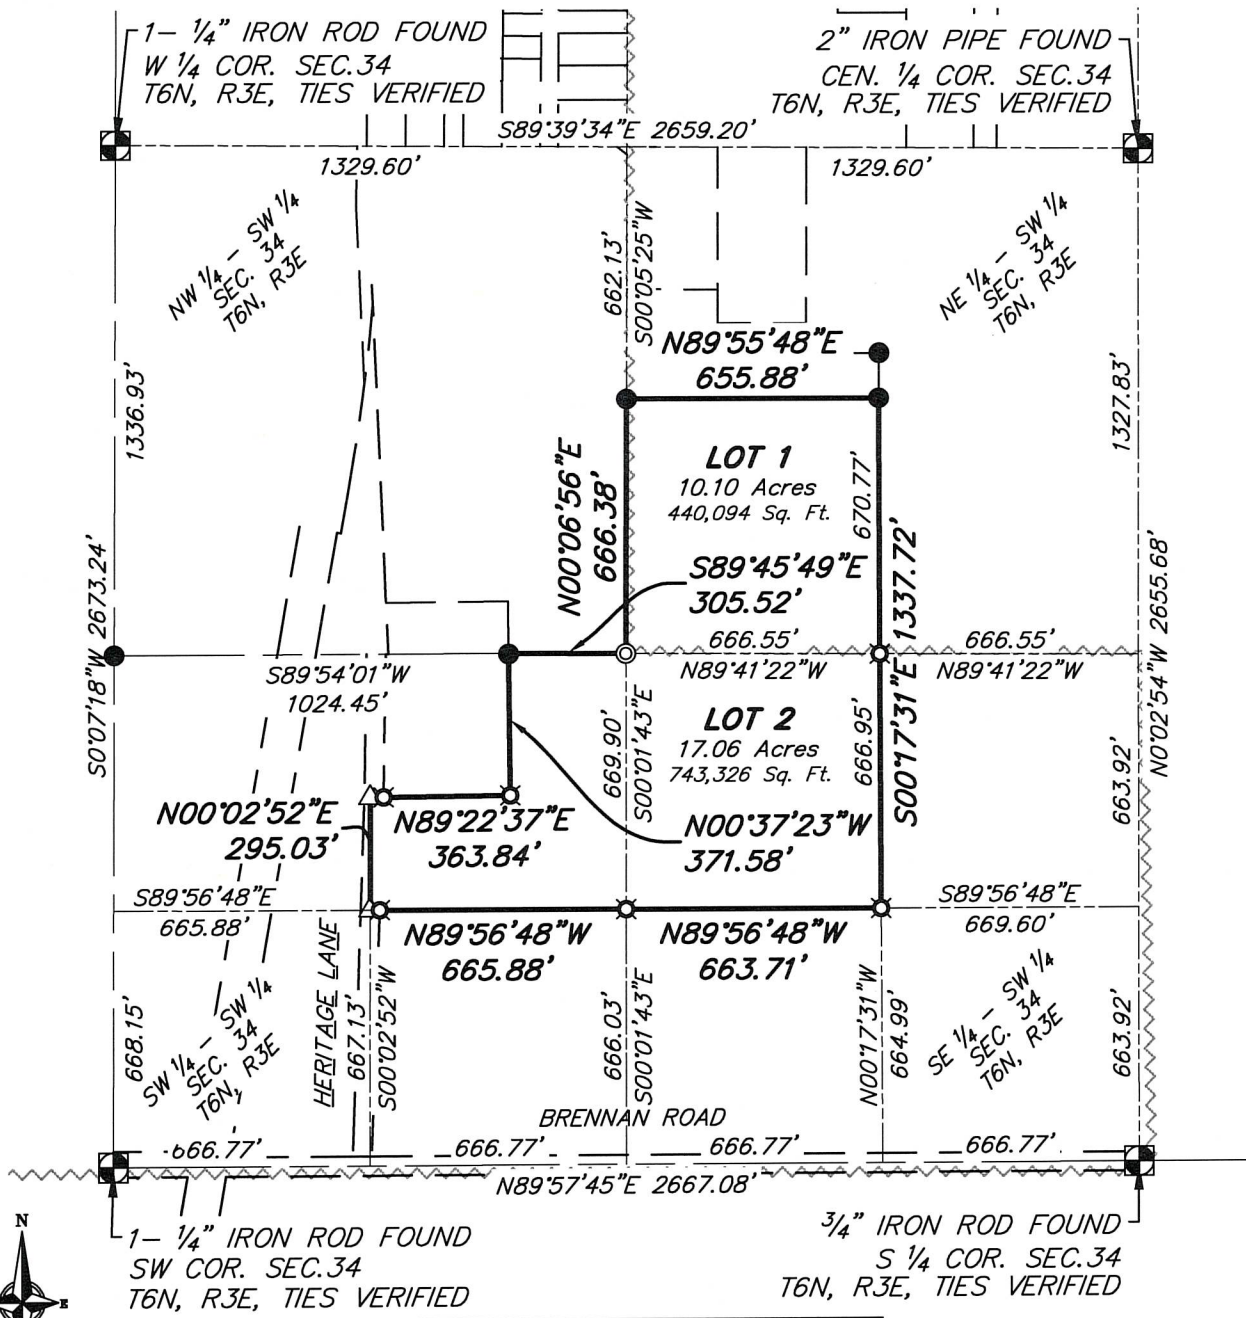 1- 1/4" IRON ROD FOUND
W 1/4 COR. SEC.34
T6N, R3E, TIES VERIFIED
2" IRON PIPE FOUND
CEN. 1/4 COR. SEC.34
T6N, R3E, TIES VERIFIED
S89°39'34"E 2659.20'
1329.60'
1329.60'
NW 1/4 - SW 1/4
SEC. 34
T6N, R3E
662.13'
S00°05'25"W
NE 1/4 - SW 1/4
SEC. 34
T6N, R3E
N89°55'48"E
655.88'
1336.93'
1327.83'
N00°06'56"E
666.38'
LOT 1
10.10 Acres
440,094 Sq. Ft.
670.77'
S00°17'31"E 1337.72'
S89°45'49"E
305.52'
S0°07'18"W 2673.24'
N0°02'54"W 2655.68'
666.55'
N89°41'22"W
666.55'
N89°41'22"W
S89°54'01"W
1024.45'
669.90'
S00°01'43"E
LOT 2
17.06 Acres
743,326 Sq. Ft.
666.95'
663.92'
N00°02'52"E
295.03'
N89°22'37"E
363.84'
N00°37'23"W
371.58'
S89°56'48"E
665.88'
N89°56'48"W
665.88'
N89°56'48"W
663.71'
S89°56'48"E
669.60'
668.15'
SW 1/4 - SW 1/4
SEC. 34
T6N, R3E
HERITAGE LANE
667.13'
S00°02'52"W
666.03'
S00°01'43"E
N00°17'31"W
664.99'
SE 1/4 - SW 1/4
SEC. 34
T6N, R3E
663.92'
BRENNAN ROAD
666.77'
666.77'
666.77'
666.77'
N89°57'45"E 2667.08'
N
E
1- 1/4" IRON ROD FOUND
SW COR. SEC.34
T6N, R3E, TIES VERIFIED
3/4" IRON ROD FOUND
S 1/4 COR. SEC.34
T6N, R3E, TIES VERIFIED